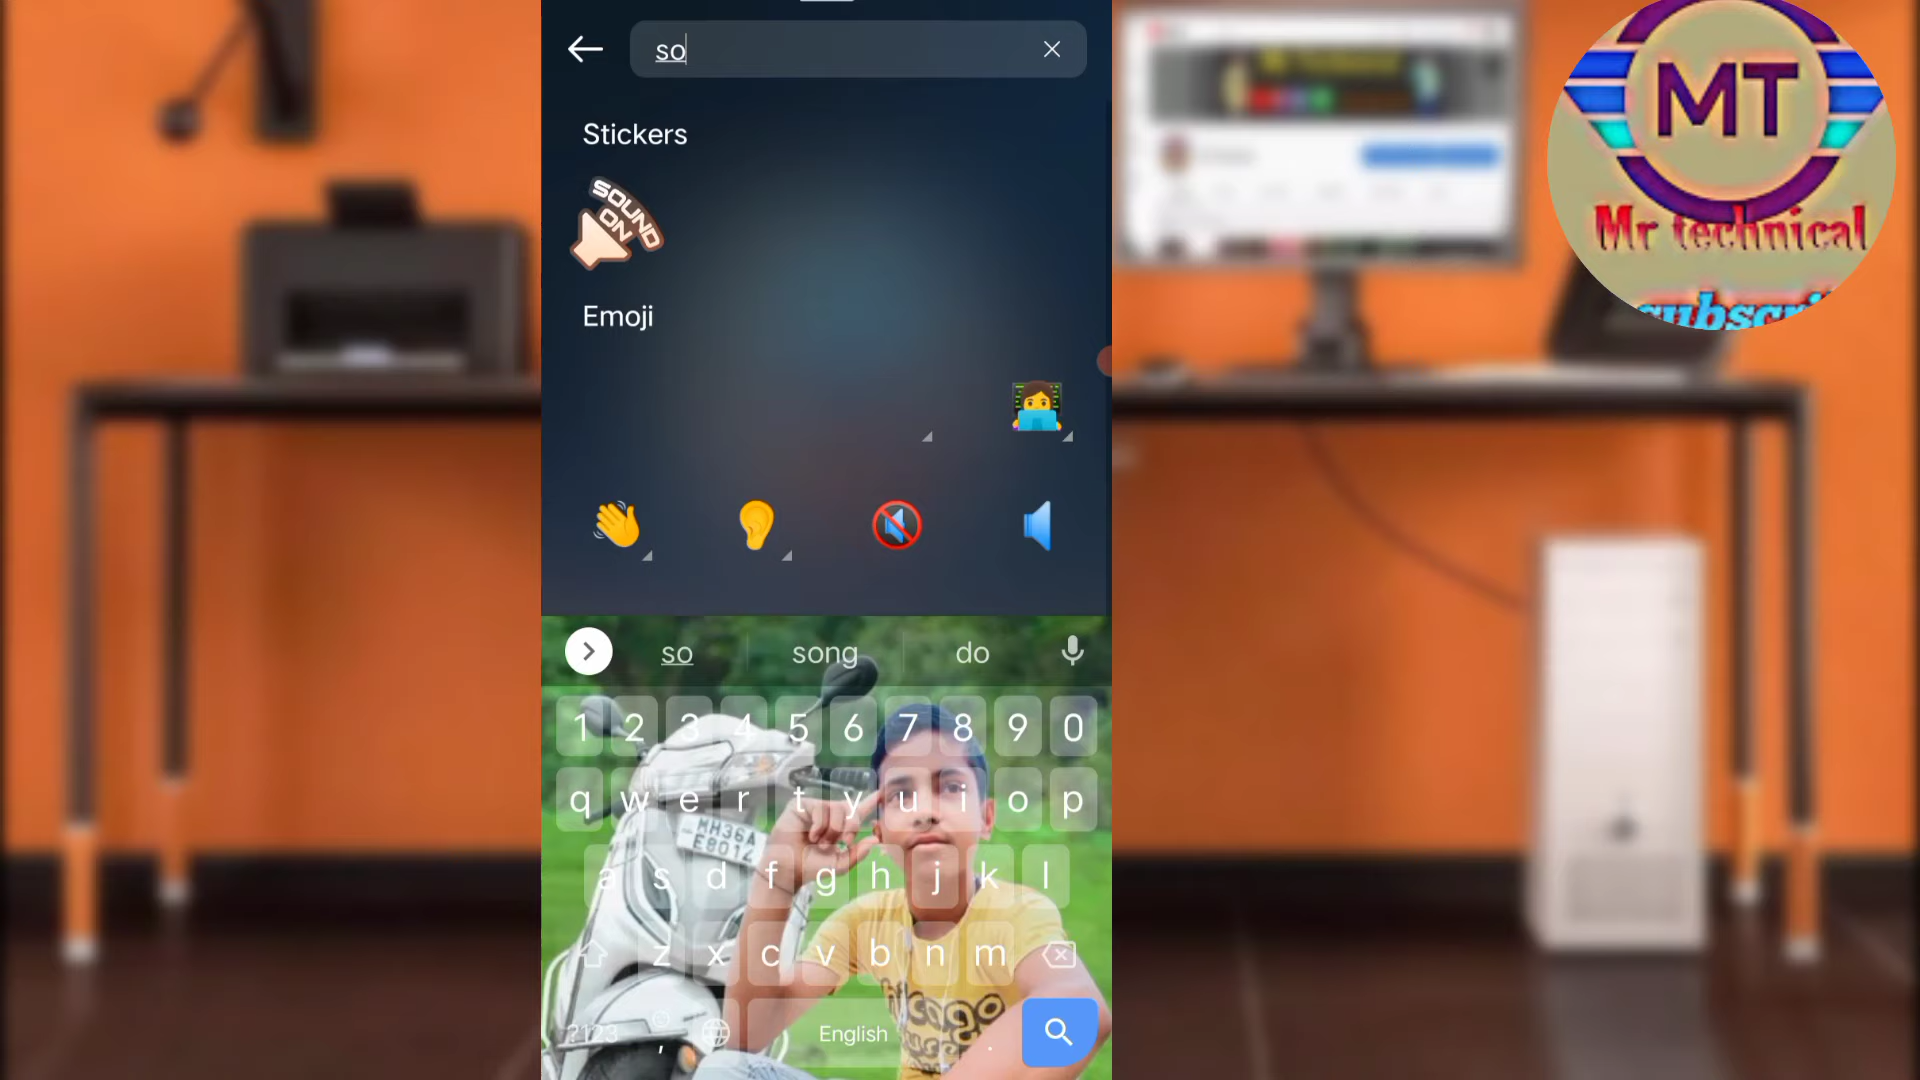 so
Stickers
SOUND
ON
Emoji
so song do
1 2 3 4 5 6 7 8 9 0
q w e r t y u i o p
MH36A
E8014
a s d f g h j k l
z x c v b n m
?123 , English .
MT
Mr technical